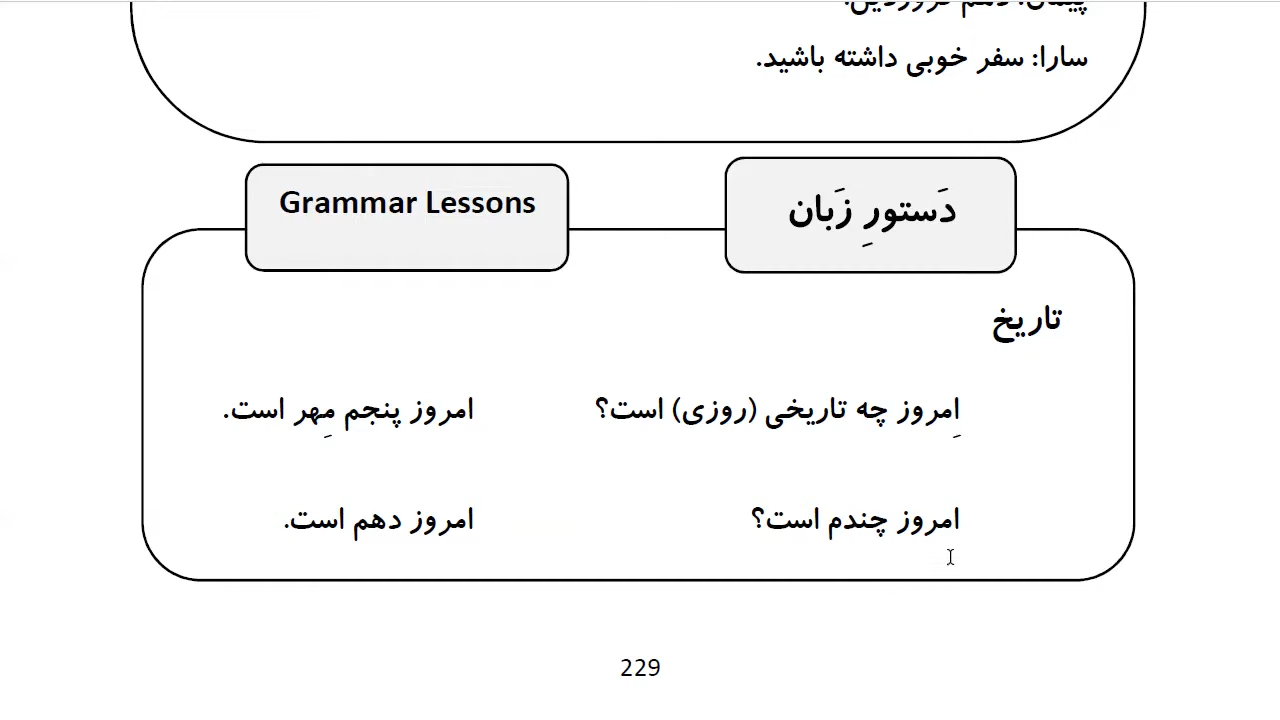 سارا: سفر خوبی داشته باشید.
دَستورِ زَبان
Grammar Lessons
تاریخ
اِمروز چه تاریخی (روزی) است؟ امروز پنجم مِهر است.
امروز چندم است؟ امروز دهم است.
229